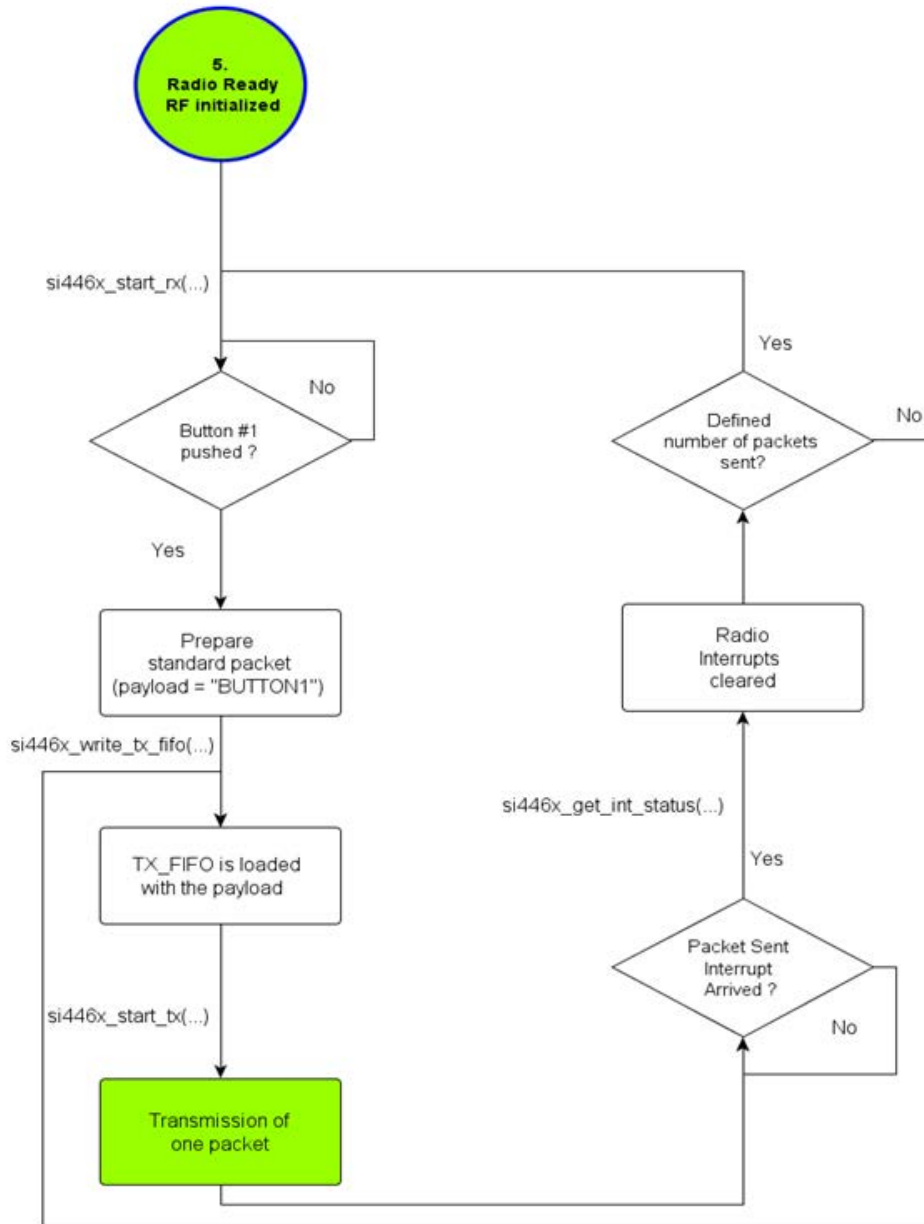 5.
Radio Ready
RF initialized
si446x_start_rx(...)
No
Button #1
pushed ?
Yes
Prepare
standard packet
(payload = "BUTTON1")
si446x_write_tx_fifo(...)
TX_FIFO is loaded
with the payload
si446x_start_tx(...)
Transmission of
one packet
Yes
No
Defined
number of packets
sent?
Radio
Interrupts
cleared
si446x_get_int_status(...)
Yes
Packet Sent
Interrupt
Arrived ?
No